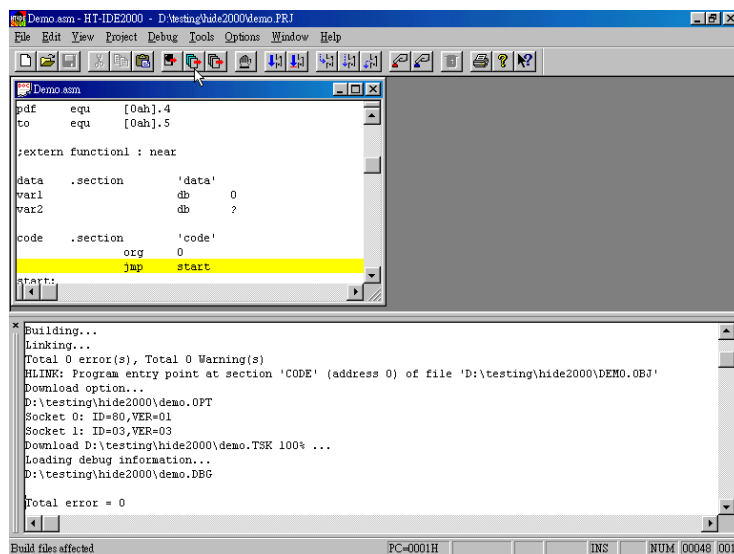 Demo.asm - HT-IDE2000 - D:\testing\hide2000\demo.PRJ
File Edit View Project Debug Tools Options Window Help
Demo.asm
pdf equ [0ah].4
to equ [0ah].5
;extern function1 : near
data .section 'data'
var1 db 0
var2 db ?
code .section 'code'
org 0
jmp start
start:
Building...
Linking...
Total 0 error(s), Total 0 Warning(s)
HLINK: Program entry point at section 'CODE' (address 0) of file 'D:\testing\hide2000\DEMO.OBJ'
Download option...
D:\testing\hide2000\demo.OPT
Socket 0: ID=80,VER=01
Socket 1: ID=03,VER=03
Download D:\testing\hide2000\demo.TSK 100% ...
Loading debug information...
D:\testing\hide2000\demo.DBG
Total error = 0
Build files affected PC=0001H INS NUM 00048 001